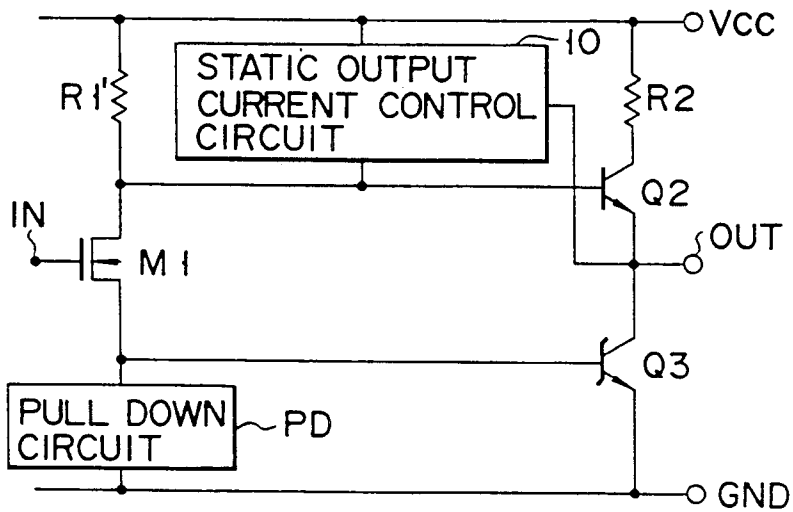 VCC
10
STATIC OUTPUT
CURRENT CONTROL
CIRCUIT
R1'
R2
Q2
IN
OUT
M1
Q3
PULL DOWN
CIRCUIT
PD
GND